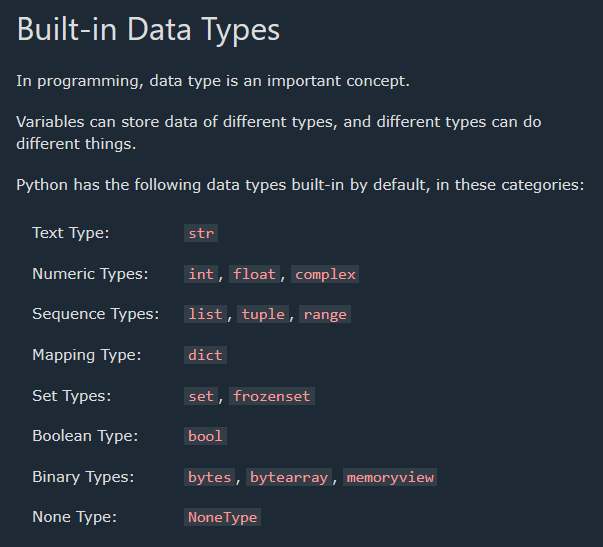 Built-in Data Types
In programming, data type is an important concept.
Variables can store data of different types, and different types can do
different things.
Python has the following data types built-in by default, in these categories:
Text Type: str
Numeric Types: int, float, complex
Sequence Types: list, tuple, range
Mapping Type: dict
Set Types: set, frozenset
Boolean Type: bool
Binary Types: bytes, bytearray, memoryview
None Type: NoneType